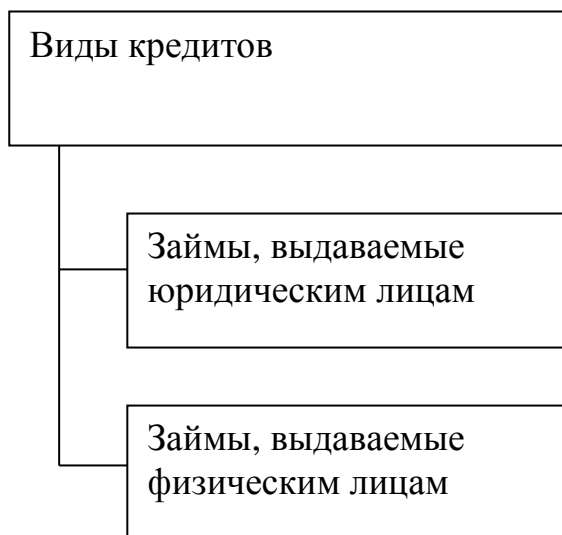 Виды кредитов
Займы, выдаваемые
юридическим лицам
Займы, выдаваемые
физическим лицам